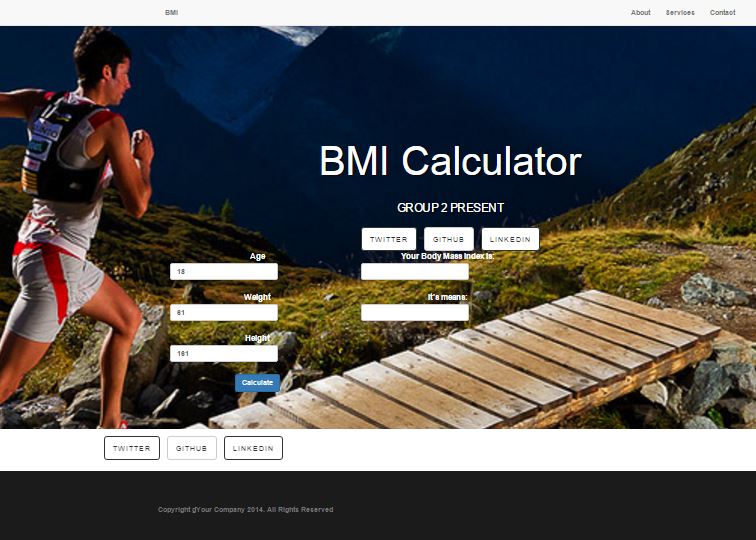 BMI
About Services Contact
BMI Calculator
GROUP 2 PRESENT
TWITTER GITHUB LINKEDIN
Age
18
Your Body Mass Index is:
Weight
61
It's means:
Height
161
Calculate
TWITTER GITHUB LINKEDIN
Copyright @Your Company 2014. All Rights Reserved